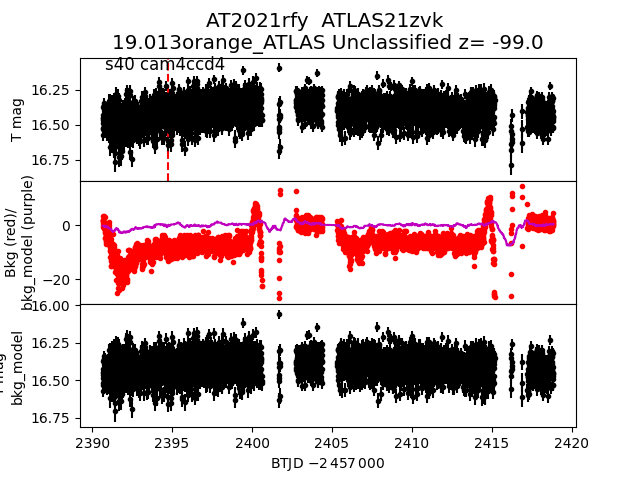 AT2021rfy  ATLAS21zvk
19.013orange_ATLAS Unclassified z= -99.0
s40 cam4ccd4
T mag
16.25
16.50
16.75
Bkg (red)/
bkg_model (purple)
0
−20
bkg_model
16.00
16.25
16.50
16.75
2390 2395 2400 2405 2410 2415 2420
BTJD −2 457 000